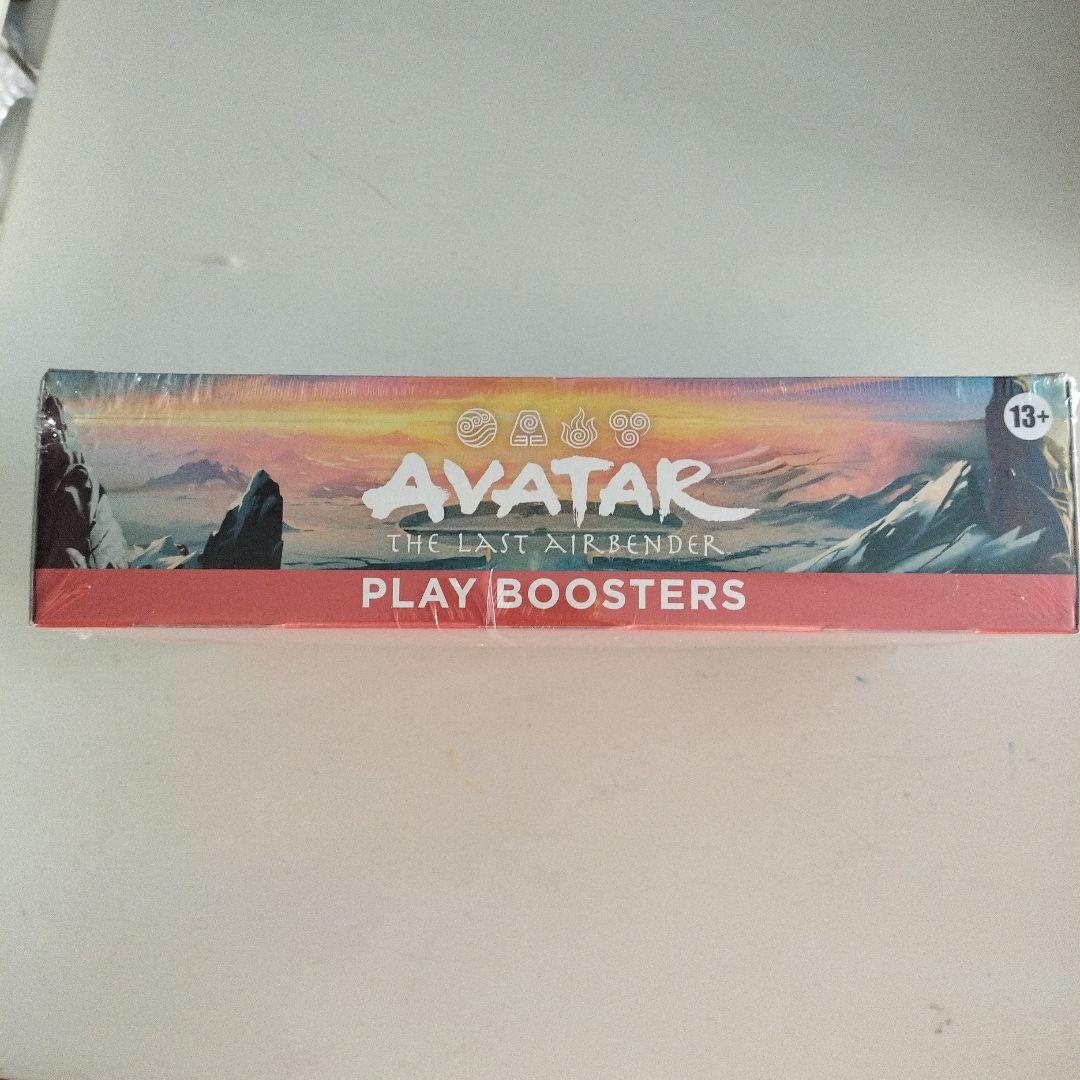 13+
AVATAR
THE LAST AIRBENDER
PLAY BOOSTERS